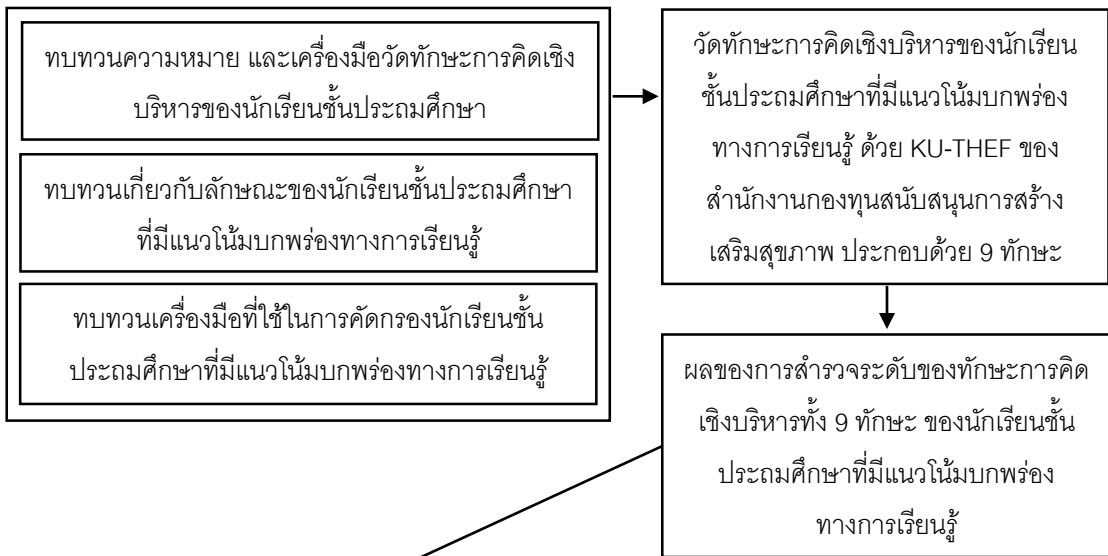 ทบทวนความหมาย และเครื่องมือวัดทักษะการคิดเชิง
บริหารของนักเรียนชั้นประถมศึกษา
ทบทวนเกี่ยวกับลักษณะของนักเรียนชั้นประถมศึกษา
ที่มีแนวโน้มบกพร่องทางการเรียนรู้
ทบทวนเครื่องมือที่ใช้ในการคัดกรองนักเรียนชั้น
ประถมศึกษาที่มีแนวโน้มบกพร่องทางการเรียนรู้
วัดทักษะการคิดเชิงบริหารของนักเรียน
ชั้นประถมศึกษาที่มีแนวโน้มบกพร่อง
ทางการเรียนรู้ ด้วย KU-THEF ของ
สำนักงานกองทุนสนับสนุนการสร้าง
เสริมสุขภาพ ประกอบด้วย 9 ทักษะ
ผลของการสำรวจระดับของทักษะการคิด
เชิงบริหารทั้ง 9 ทักษะ ของนักเรียนชั้น
ประถมศึกษาที่มีแนวโน้มบกพร่อง
ทางการเรียนรู้